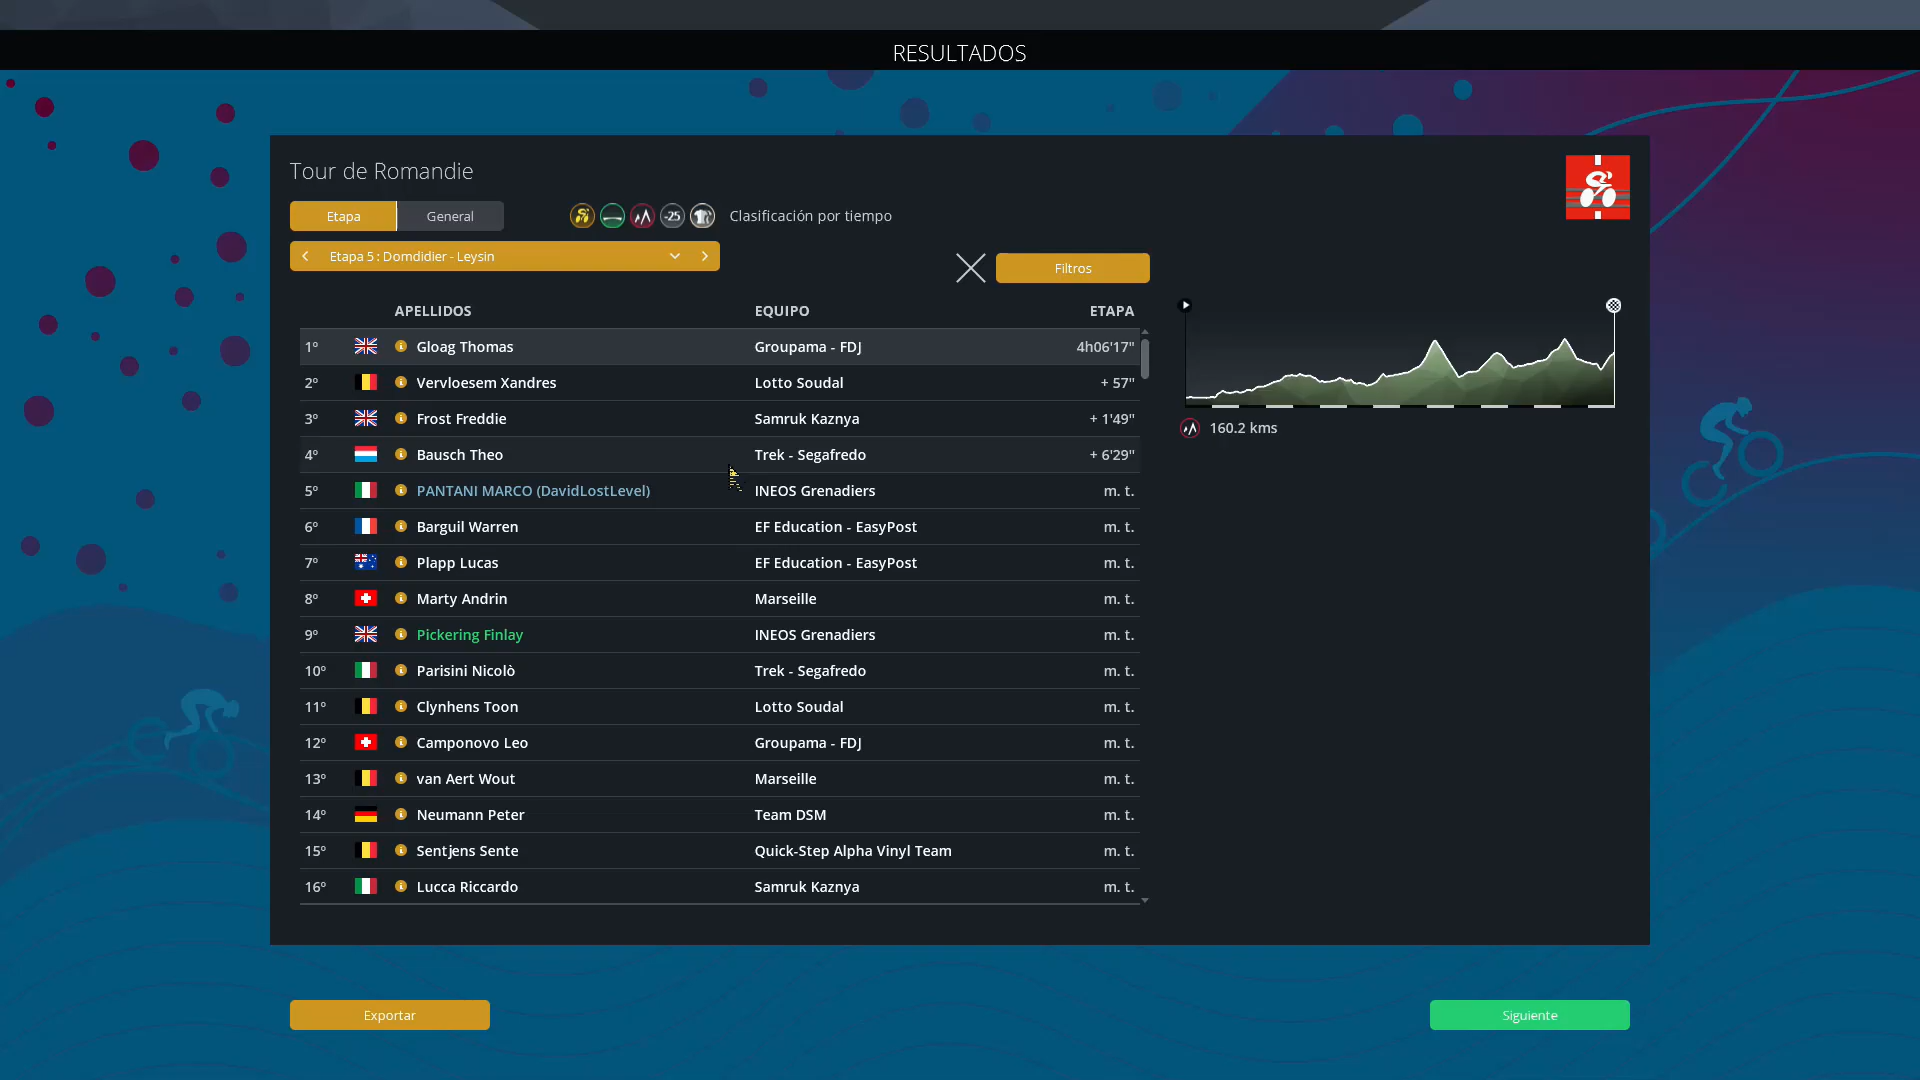 RESULTADOS
Tour de Romandie
Etapa General -25 Clasificación por tiempo
Etapa 5 : Domdidier - Leysin
Filtros
APELLIDOS EQUIPO ETAPA
1º Gloag Thomas Groupama - FDJ 4h06'17"
2º Vervloesem Xandres Lotto Soudal + 57"
3º Frost Freddie Samruk Kaznya + 1'49"
4º Bausch Theo Trek - Segafredo + 6'29"
5º PANTANI MARCO (DavidLostLevel) INEOS Grenadiers m. t.
6º Barguil Warren EF Education - EasyPost m. t.
7º Plapp Lucas EF Education - EasyPost m. t.
8º Marty Andrin Marseille m. t.
9º Pickering Finlay INEOS Grenadiers m. t.
10º Parisini Nicolò Trek - Segafredo m. t.
11º Clynhens Toon Lotto Soudal m. t.
12º Camponovo Leo Groupama - FDJ m. t.
13º van Aert Wout Marseille m. t.
14º Neumann Peter Team DSM m. t.
15º Sentjens Sente Quick-Step Alpha Vinyl Team m. t.
16º Lucca Riccardo Samruk Kaznya m. t.
160.2 kms
Exportar
Siguiente